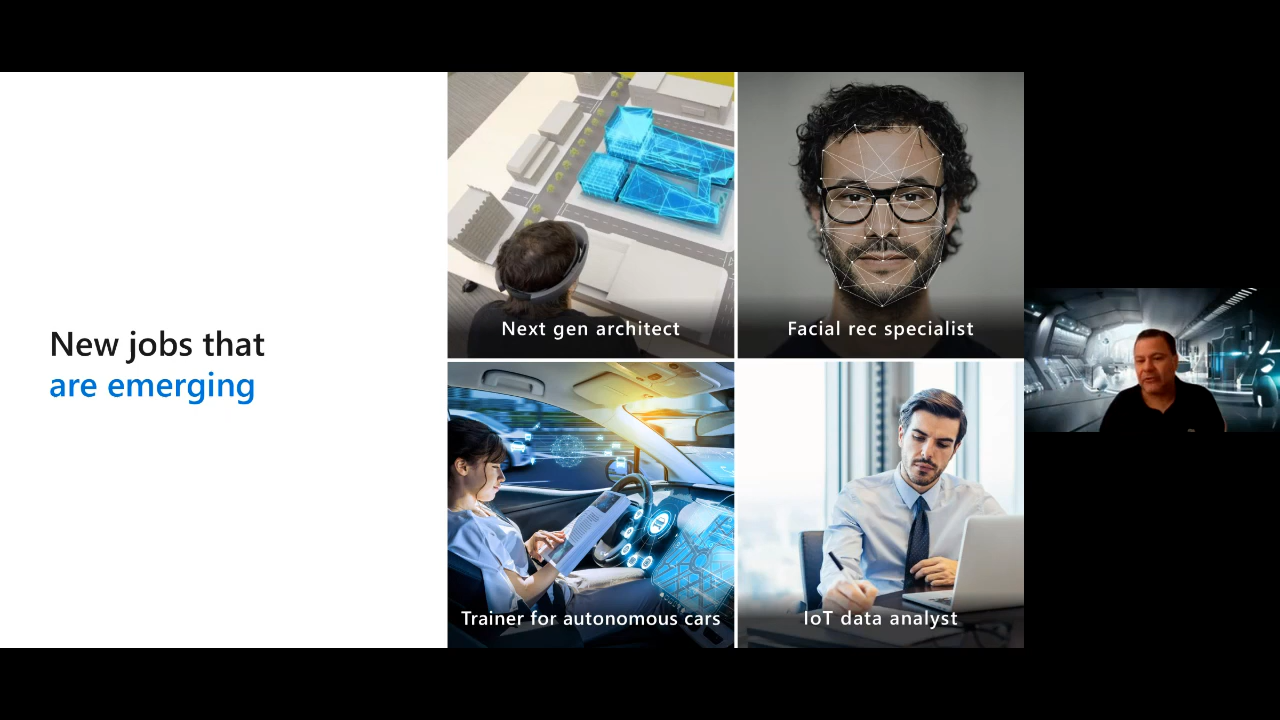 New jobs that
are emerging
Next gen architect
Facial rec specialist
Trainer for autonomous cars
IoT data analyst